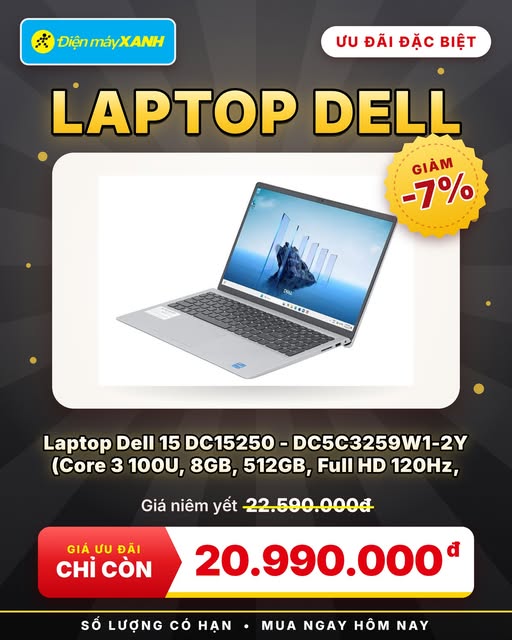 Điện máy XANH
ƯU ĐÃI ĐẶC BIỆT
LAPTOP DELL
GIẢM
-7%
DELL
Laptop Dell 15 DC15250 - DC5C3259W1-2Y
(Core 3 100U, 8GB, 512GB, Full HD 120Hz,
Giá niêm yết 22.590.000đ
GIÁ ƯU ĐÃI
CHỈ CÒN
20.990.000đ
SỐ LƯỢNG CÓ HẠN • MUA NGAY HÔM NAY